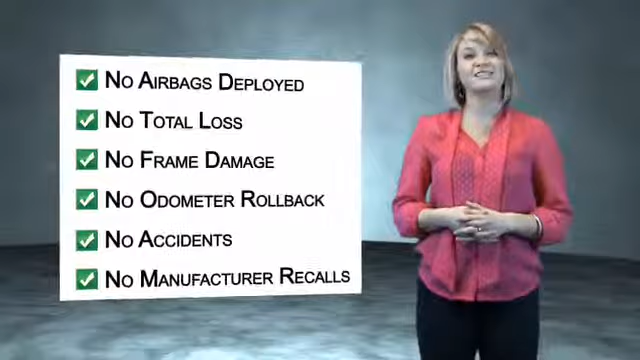 No Airbags Deployed
No Total Loss
No Frame Damage
No Odometer Rollback
No Accidents
No Manufacturer Recalls